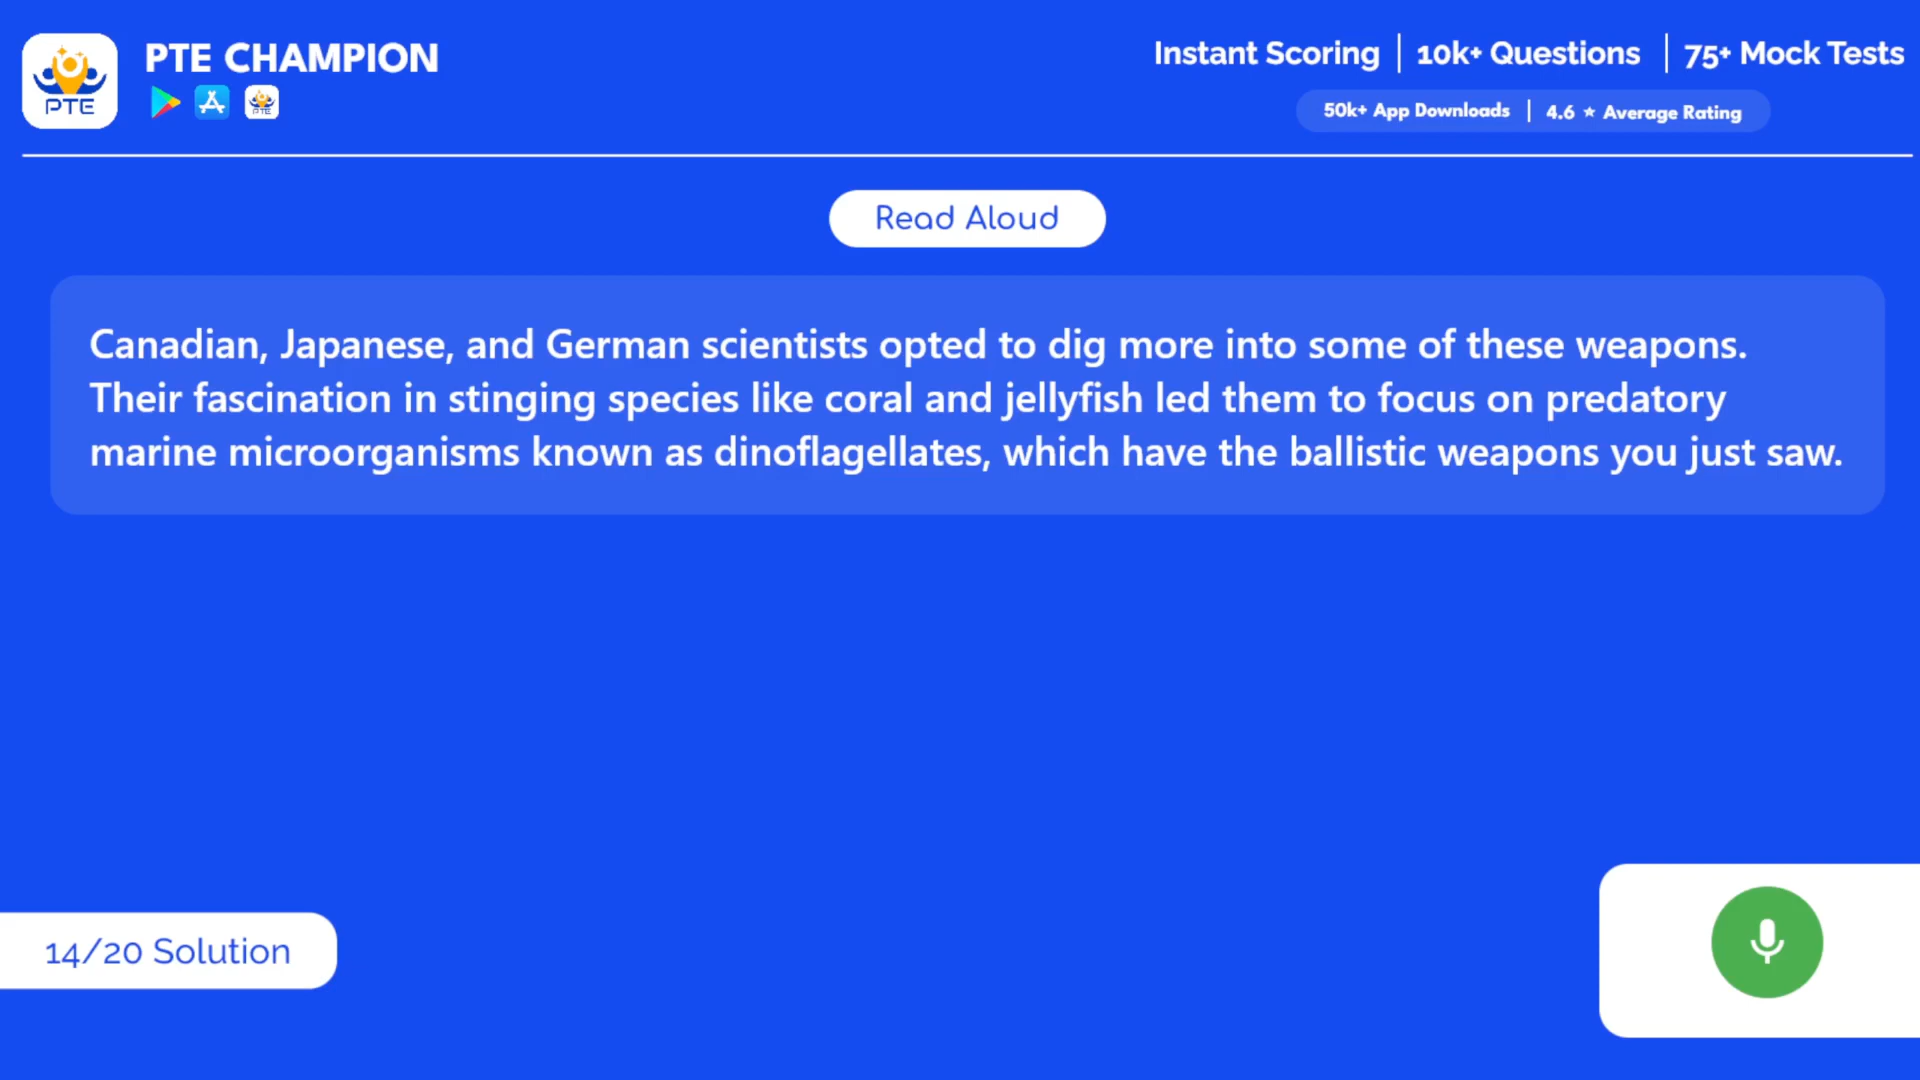 PTE CHAMPION
PTE
PTE
Instant Scoring | 10k+ Questions | 75+ Mock Tests
50k+ App Downloads | 4.6 ★ Average Rating
Read Aloud
Canadian, Japanese, and German scientists opted to dig more into some of these weapons.
Their fascination in stinging species like coral and jellyfish led them to focus on predatory
marine microorganisms known as dinoflagellates, which have the ballistic weapons you just saw.
14/20 Solution